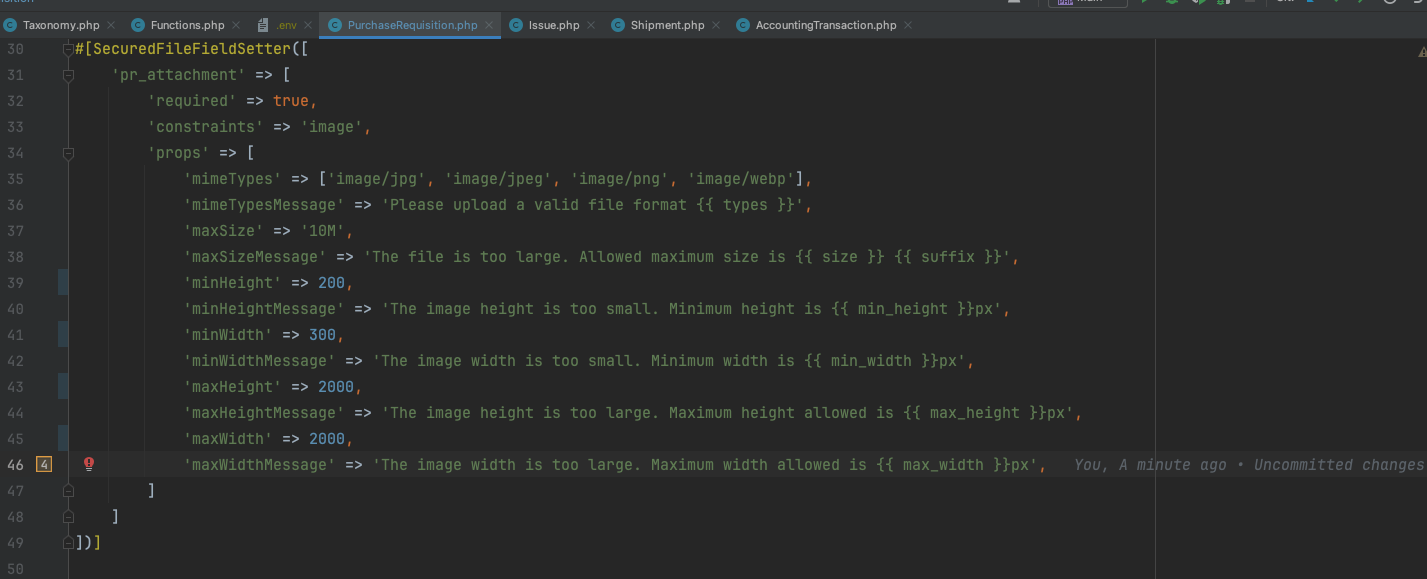 Taxonomy.php Functions.php .env PurchaseRequisition.php Issue.php Shipment.php AccountingTransaction.php
30 #[SecuredFileFieldSetter([
31 'pr_attachment' => [
32 'required' => true,
33 'constraints' => 'image',
34 'props' => [
35 'mimeTypes' => ['image/jpg', 'image/jpeg', 'image/png', 'image/webp'],
36 'mimeTypesMessage' => 'Please upload a valid file format {{ types }}',
37 'maxSize' => '10M',
38 'maxSizeMessage' => 'The file is too large. Allowed maximum size is {{ size }} {{ suffix }}',
39 'minHeight' => 200,
40 'minHeightMessage' => 'The image height is too small. Minimum height is {{ min_height }}px',
41 'minWidth' => 300,
42 'minWidthMessage' => 'The image width is too small. Minimum width is {{ min_width }}px',
43 'maxHeight' => 2000,
44 'maxHeightMessage' => 'The image height is too large. Maximum height allowed is {{ max_height }}px',
45 'maxWidth' => 2000,
46 4 'maxWidthMessage' => 'The image width is too large. Maximum width allowed is {{ max_width }}px', You, A minute ago • Uncommitted changes
47 ]
48 ]
49 ])]
50